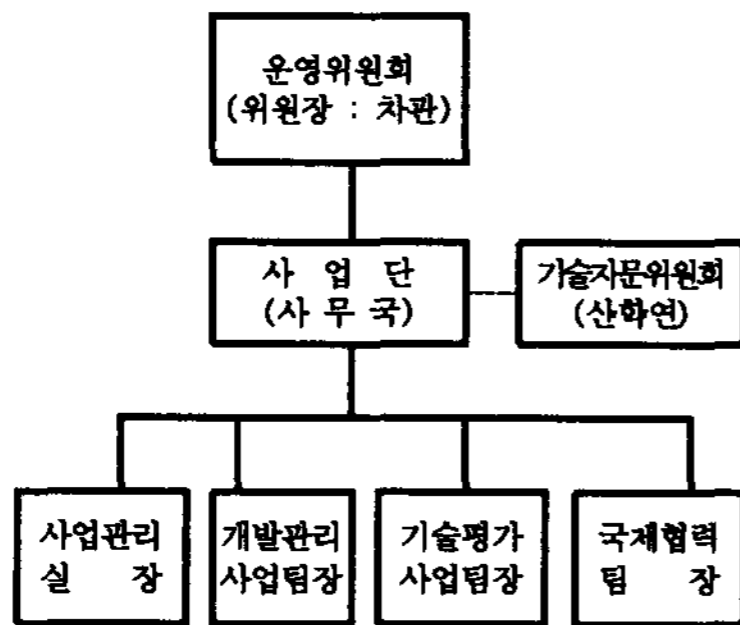 운영위원회
(위원장 : 차관)
사 업 단
(사 무 국)
기술자문위원회
(산학연)
사업관리
실 장
개발관리
사업팀장
기술평가
사업팀장
국제협력
팀 장